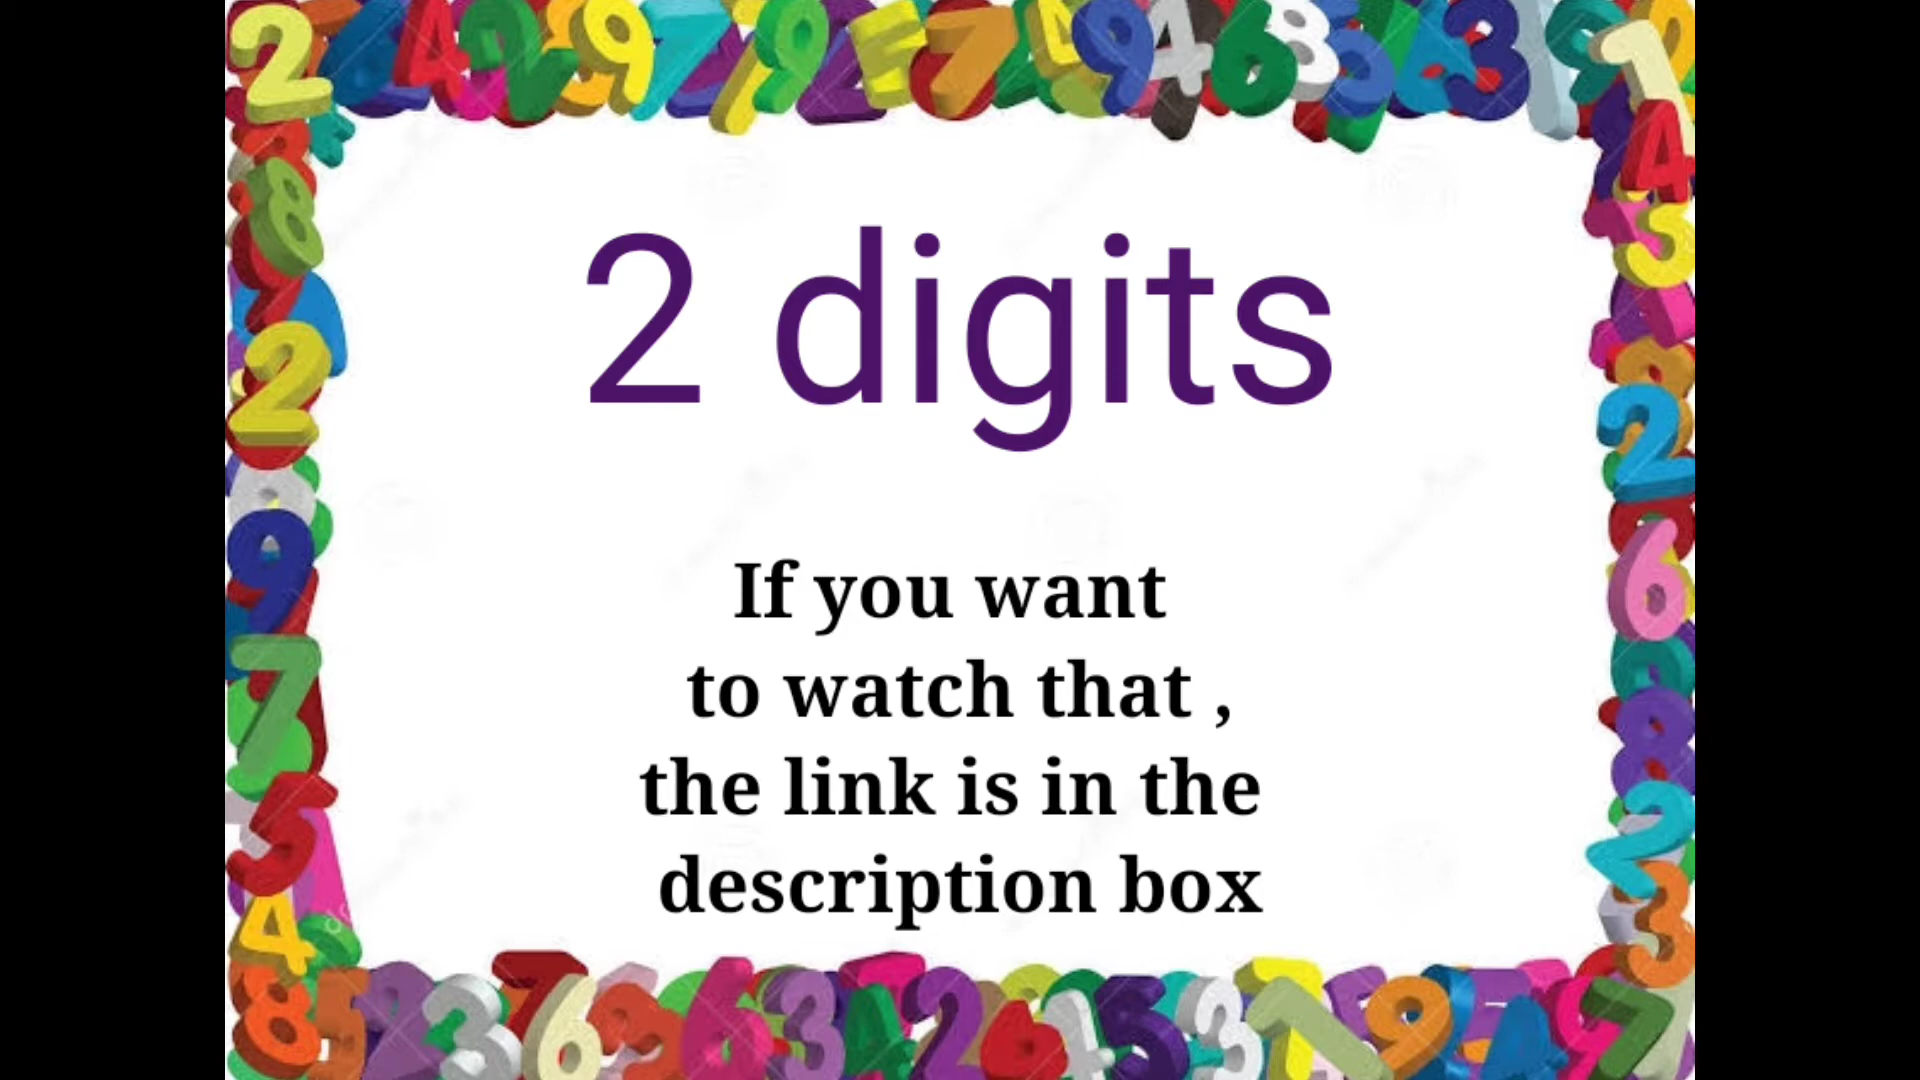 2 digits
If you want
to watch that ,
the link is in the
description box